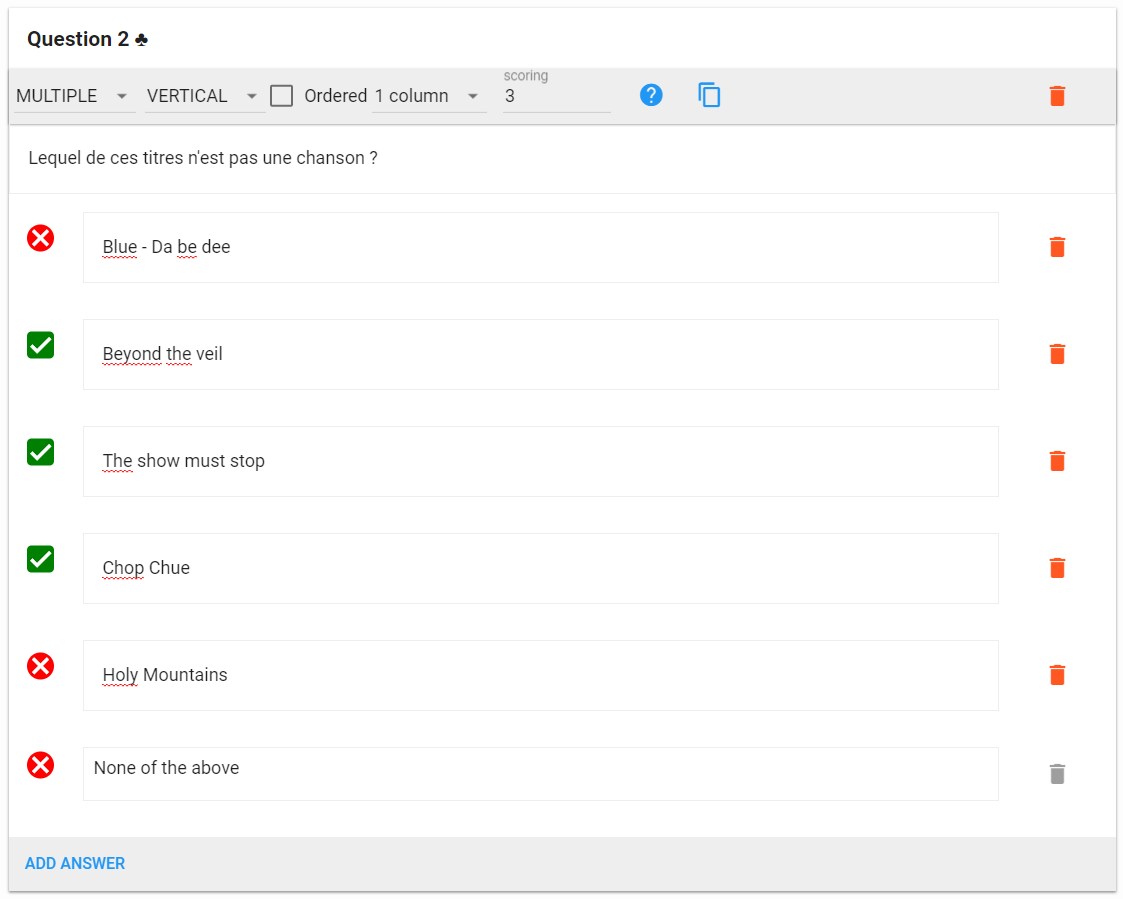 Question 2 ♣
scoring
MULTIPLE VERTICAL Ordered 1 column 3
Lequel de ces titres n'est pas une chanson ?
Blue - Da be dee
Beyond the veil
The show must stop
Chop Chue
Holy Mountains
None of the above
ADD ANSWER